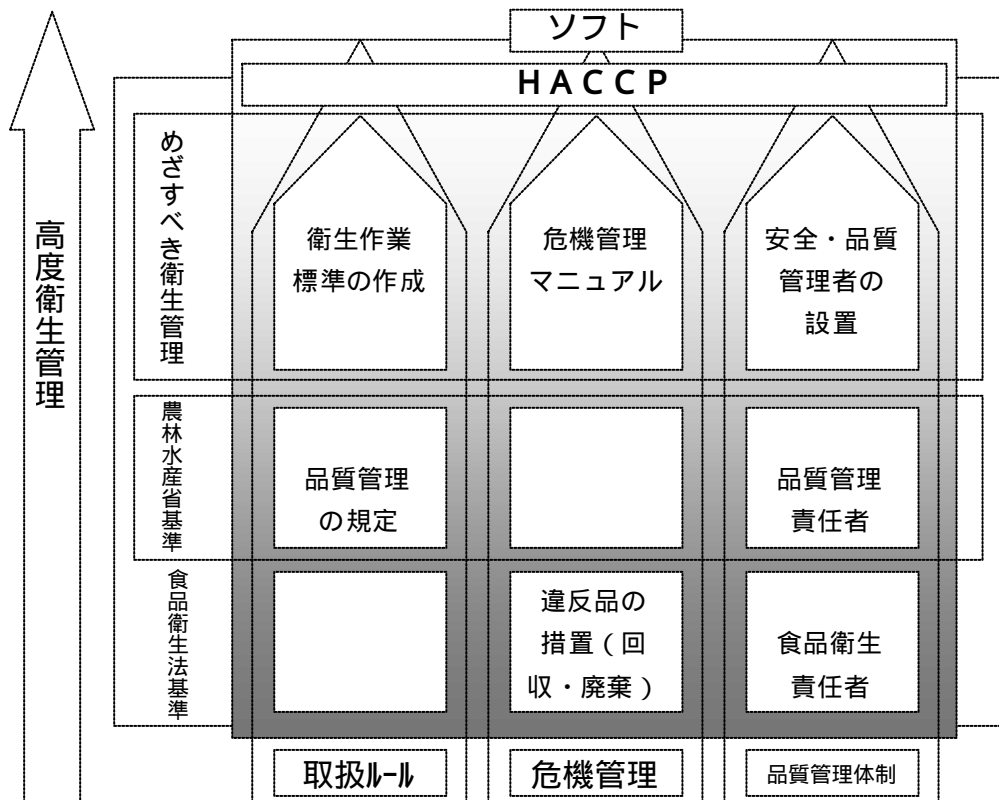 ソフト
HACCP
高度衛生管理
めざすべき衛生管理
衛生作業
標準の作成
危機管理
マニュアル
安全・品質
管理者の
設置
農林水産省基準
品質管理
の規定
品質管理
責任者
食品衛生法基準
違反品の
措置(回
収・廃棄)
食品衛生
責任者
取扱ルール
危機管理
品質管理体制